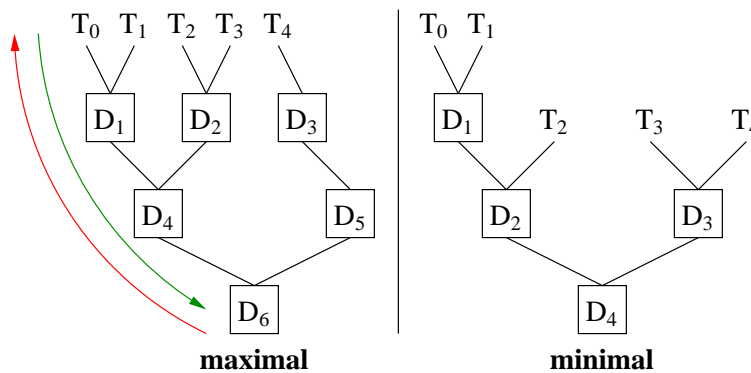 T₀ T₁ T₂ T₃ T₄
D₁ D₂ D₃
D₄ D₅
D₆
maximal
T₀ T₁
D₁ T₂ T₃ T₄
D₂ D₃
D₄
minimal